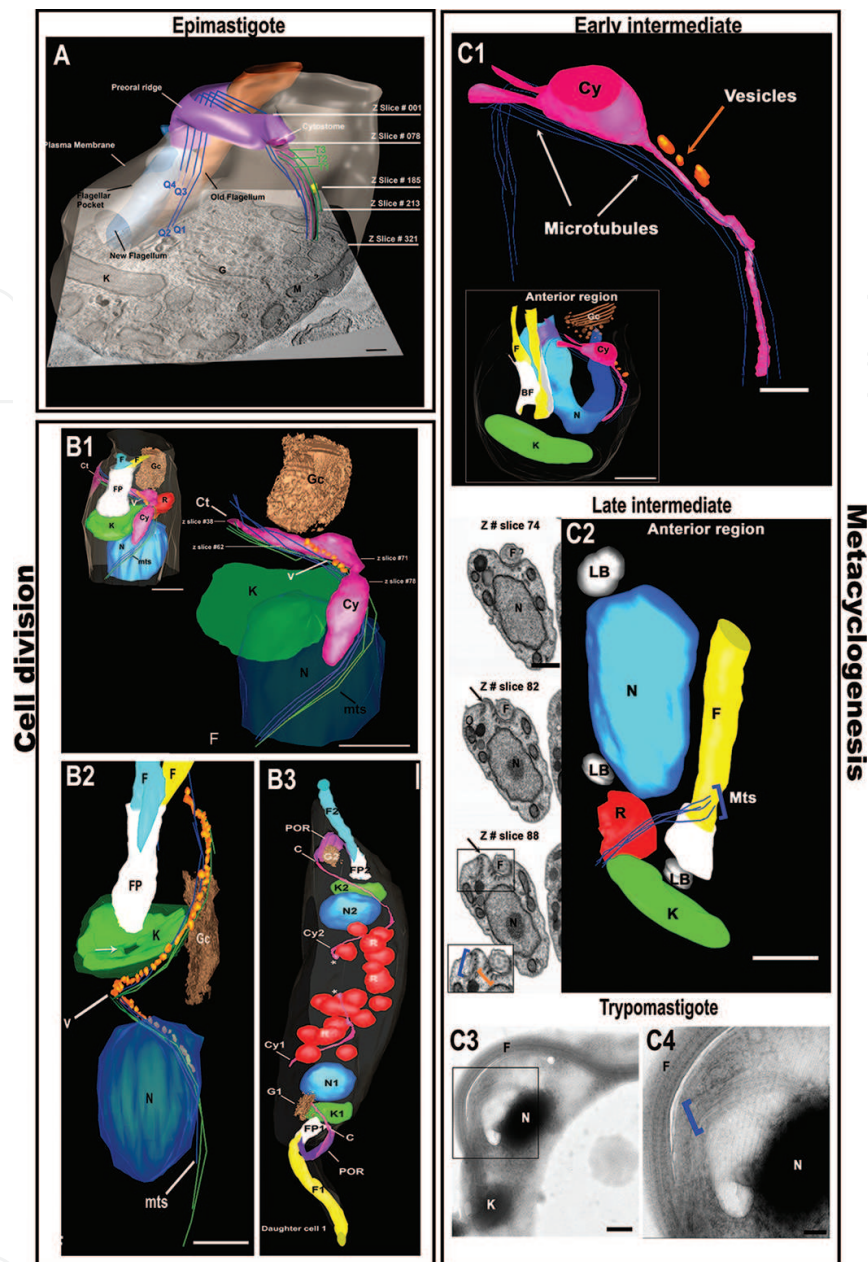 Epimastigote
A
Preoral ridge
Z Slice # 001
Cytostome
Z Slice # 078
Plasma Membrane
T3
Z Slice # 185
Q4
Q3
Flagellar
Pocket
Old Flagellum
Z Slice # 213
Q2
Q1
New Flagellum
Z Slice # 321
G
K
M
Cell division
B1
F
F
Gc
Ct
FP
V
R
K
Cy
N
mts
Gc
Ct
z slice #38
z slice #62
z slice #71
V
z slice #78
K
Cy
N
mts
F
B2
F
F
FP
K
Gc
V
N
mts
B3
F2
POR
G2
C
FP2
K2
N2
Cy2
R
*
R
*
R
R
Cy1
N1
G1
K1
FP1
C
POR
F1
Daughter cell 1
Metacyclogenesis
Early intermediate
C1
Cy
Vesicles
Microtubules
Anterior region
Gc
F
Cy
BF
N
K
Late intermediate
Z # slice 74
F
N
Z # slice 82
F
N
Z # slice 88
F
N
C2
Anterior region
LB
N
F
LB
Mts
R
LB
K
Trypomastigote
C3
F
N
K
C4
F
N